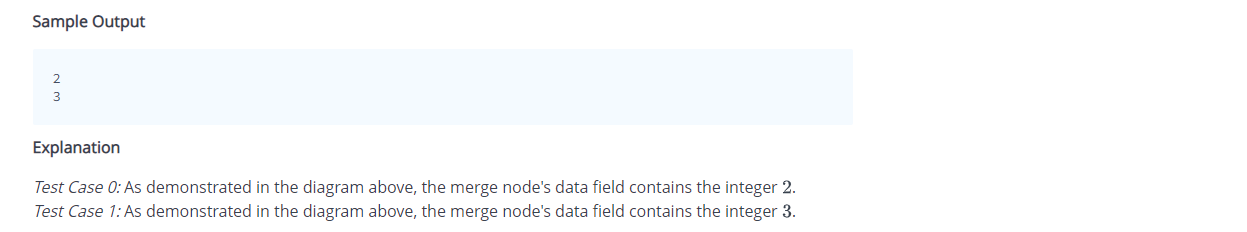 Sample Output
2
3
Explanation
Test Case 0: As demonstrated in the diagram above, the merge node's data field contains the integer 2.
Test Case 1: As demonstrated in the diagram above, the merge node's data field contains the integer 3.